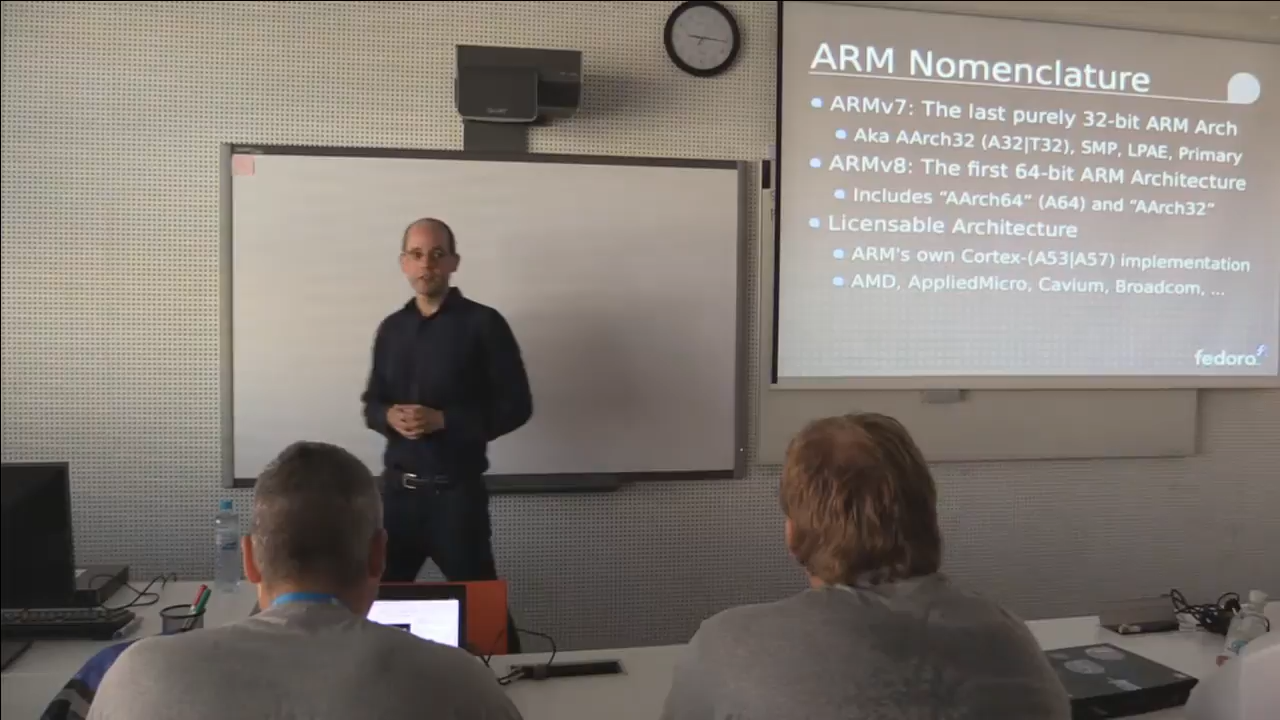 ARM Nomenclature
ARMv7: The last purely 32-bit ARM Arch
Aka AArch32 (A32|T32), SMP, LPAE, Primary
ARMv8: The first 64-bit ARM Architecture
Includes “AArch64” (A64) and “AArch32”
Licensable Architecture
ARM's own Cortex-(A53|A57) implementation
AMD, AppliedMicro, Cavium, Broadcom, ...
fedora